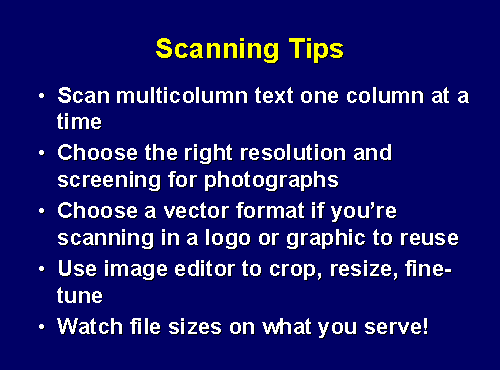 Scanning Tips
• Scan multicolumn text one column at a
time
• Choose the right resolution and
screening for photographs
• Choose a vector format if you’re
scanning in a logo or graphic to reuse
• Use image editor to crop, resize, fine-
tune
• Watch file sizes on what you serve!